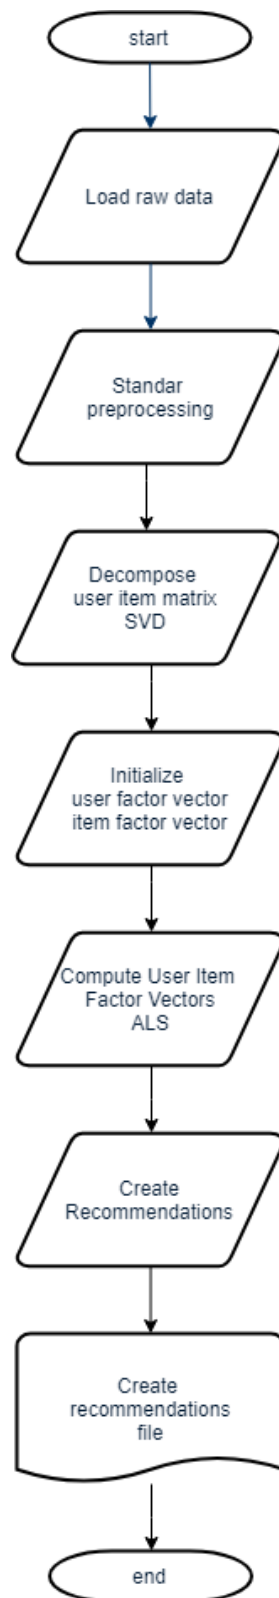 start
Load raw data
Standar
preprocessing
Decompose
user item matrix
SVD
Initialize
user factor vector
item factor vector
Compute User Item
Factor Vectors
ALS
Create
Recommendations
Create
recommendations
file
end